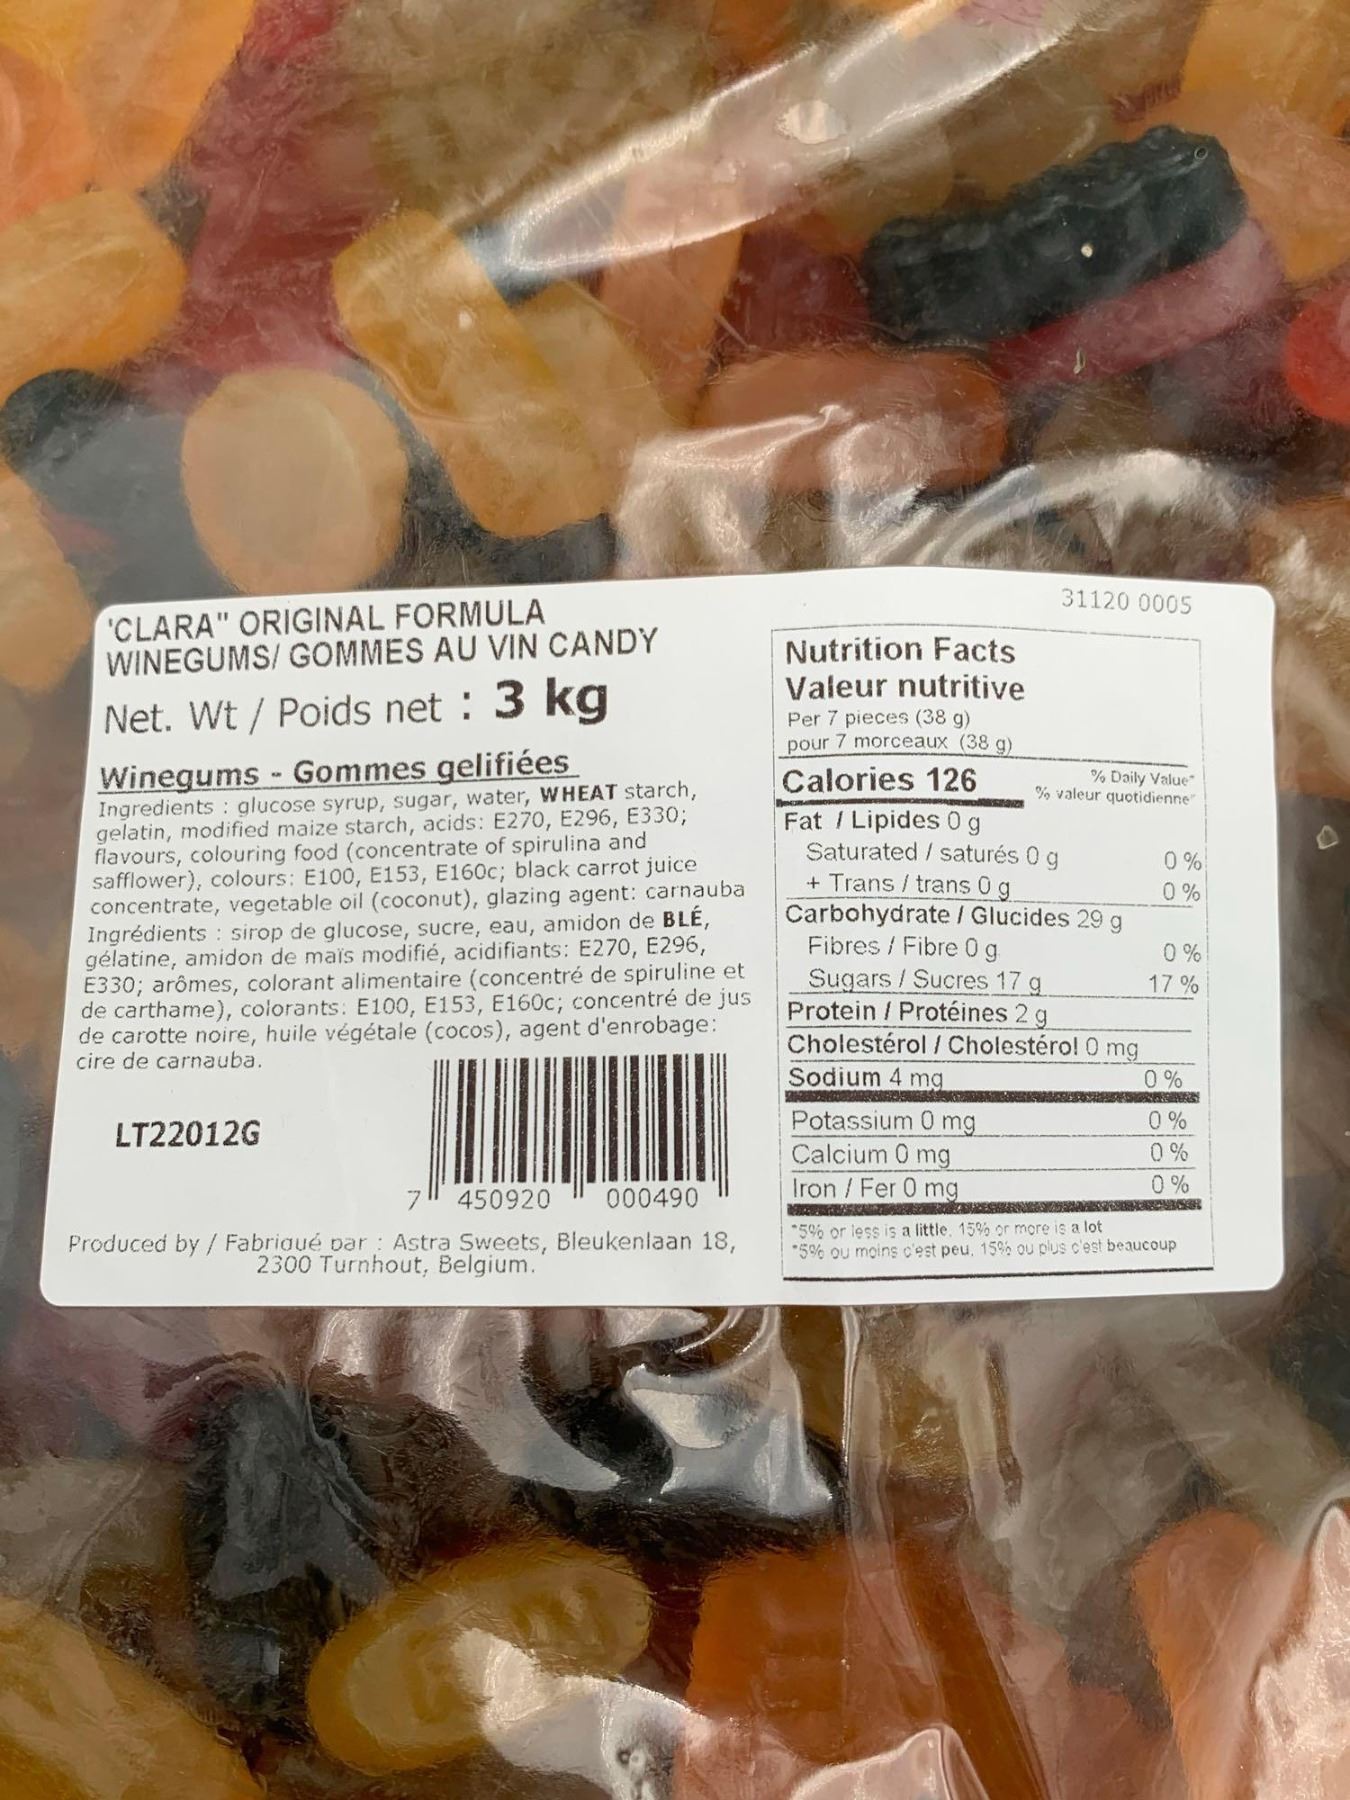 'CLARA" ORIGINAL FORMULA
WINEGUMS/ GOMMES AU VIN CANDY
Net. Wt / Poids net : 3 kg
Winegums - Gommes gelifiées
Ingredients : glucose syrup, sugar, water, WHEAT starch,
gelatin, modified maize starch, acids: E270, E296, E330;
flavours, colouring food (concentrate of spirulina and
safflower), colours: E100, E153, E160c; black carrot juice
concentrate, vegetable oil (coconut), glazing agent: carnauba
Ingrédients : sirop de glucose, sucre, eau, amidon de BLÉ,
gélatine, amidon de maïs modifié, acidifiants: E270, E296,
E330; arômes, colorant alimentaire (concentré de spiruline et
de carthame), colorants: E100, E153, E160c; concentré de jus
de carotte noire, huile végétale (cocos), agent d'enrobage:
cire de carnauba.
LT22012G
7 450920 000490
Produced by / Fabriqué par : Astra Sweets, Bleukenlaan 18,
2300 Turnhout, Belgium.
31120 0005
Nutrition Facts
Valeur nutritive
Per 7 pieces (38 g)
pour 7 morceaux (38 g)
Calories 126
% Daily Value*
% valeur quotidienne*
Fat / Lipides 0 g
Saturated / saturés 0 g 0 %
+ Trans / trans 0 g 0 %
Carbohydrate / Glucides 29 g
Fibres / Fibre 0 g 0 %
Sugars / Sucres 17 g 17 %
Protein / Protéines 2 g
Cholestérol / Cholestérol 0 mg
Sodium 4 mg 0 %
Potassium 0 mg 0 %
Calcium 0 mg 0 %
Iron / Fer 0 mg 0 %
*5% or less is a little, 15% or more is a lot
*5% ou moins c'est peu, 15% ou plus c'est beaucoup